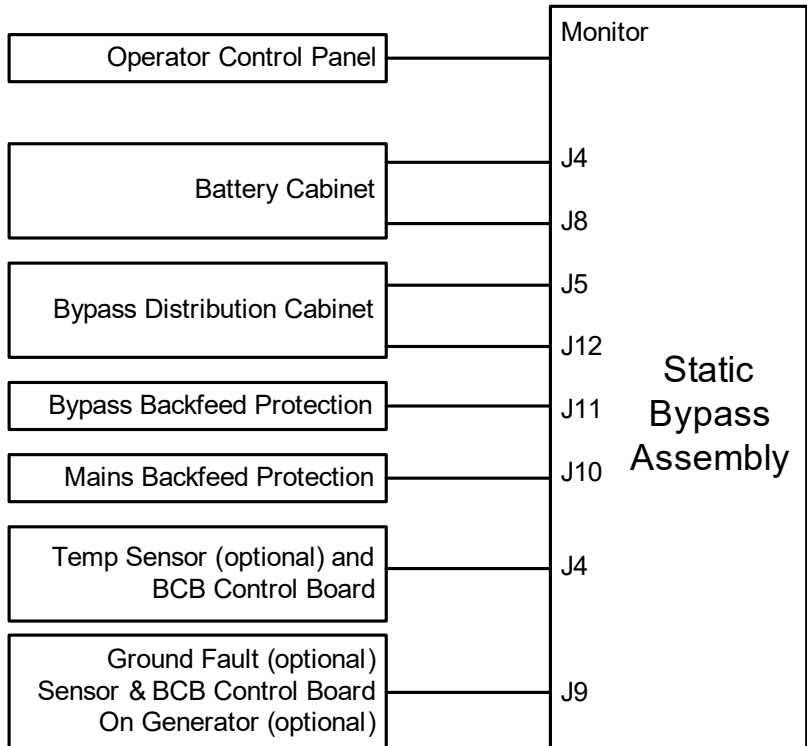 Operator Control Panel
Monitor
Battery Cabinet
J4
J8
Bypass Distribution Cabinet
J5
J12
Bypass Backfeed Protection
J11
Mains Backfeed Protection
J10
Static
Bypass
Assembly
Temp Sensor (optional) and
BCB Control Board
J4
Ground Fault (optional)
Sensor & BCB Control Board
On Generator (optional)
J9